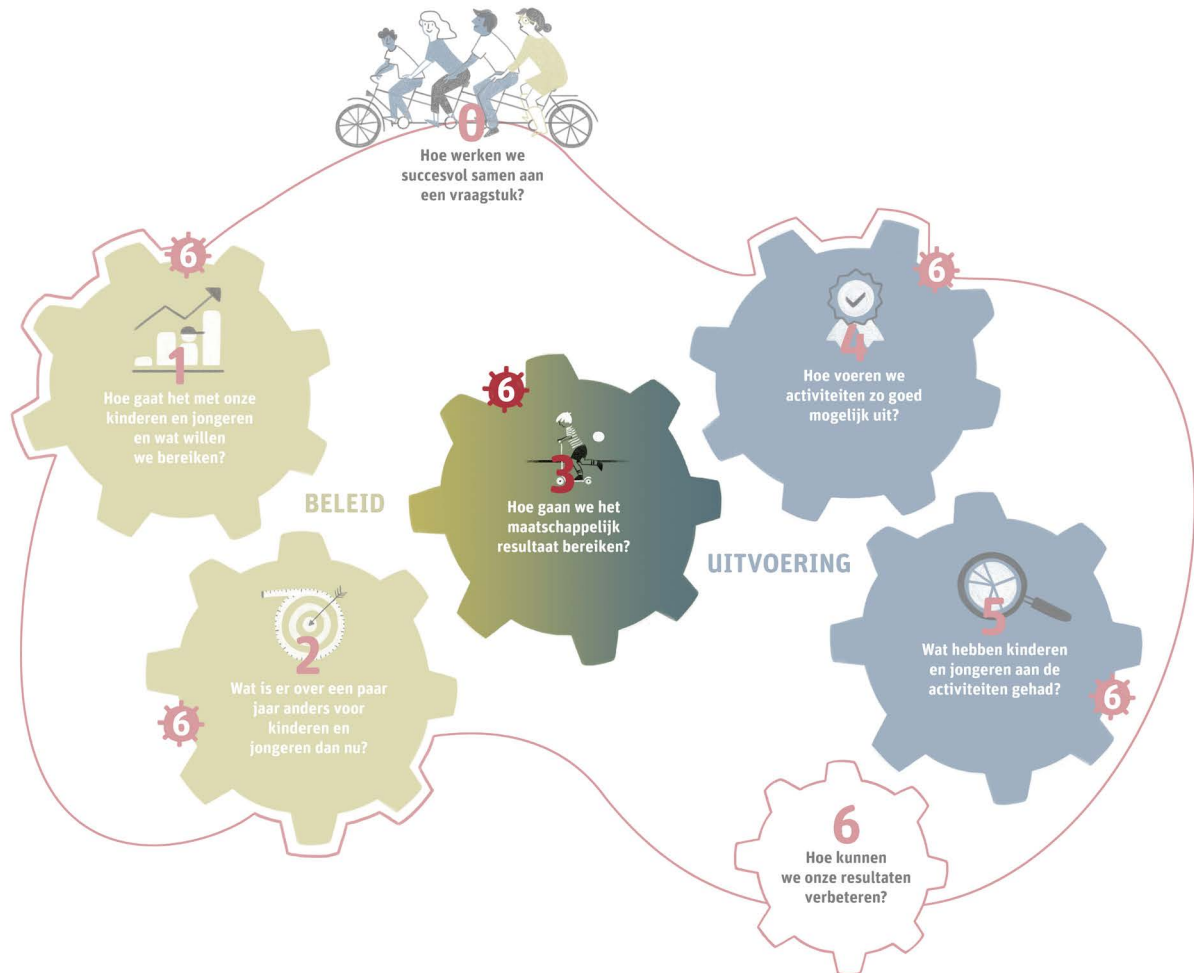 0
Hoe werken we
succesvol samen aan
een vraagstuk?
6
1
Hoe gaat het met onze
kinderen en jongeren
en wat willen
we bereiken?
BELEID
6
2
Wat is er over een paar
jaar anders voor
kinderen en
jongeren dan nu?
6
3
Hoe gaan we het
maatschappelijk
resultaat bereiken?
UITVOERING
6
4
Hoe voeren we
activiteiten zo goed
mogelijk uit?
5
Wat hebben kinderen
en jongeren aan de
activiteiten gehad?
6
6
Hoe kunnen
we onze resultaten
verbeteren?